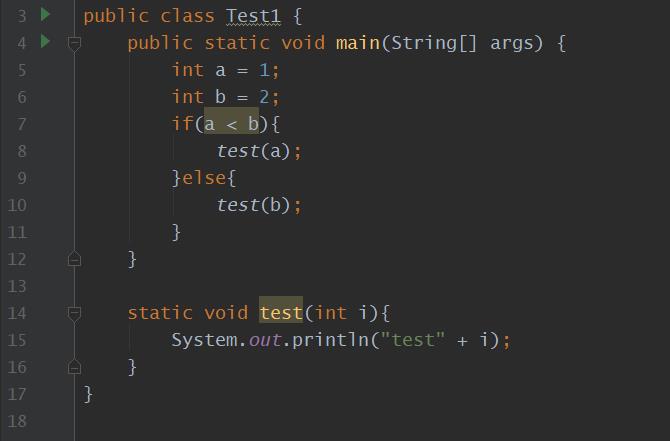 3 public class Test1 {
4 public static void main(String[] args) {
5 int a = 1;
6 int b = 2;
7 if(a < b){
8 test(a);
9 }else{
10 test(b);
11 }
12 }
13
14 static void test(int i){
15 System.out.println("test" + i);
16 }
17 }
18